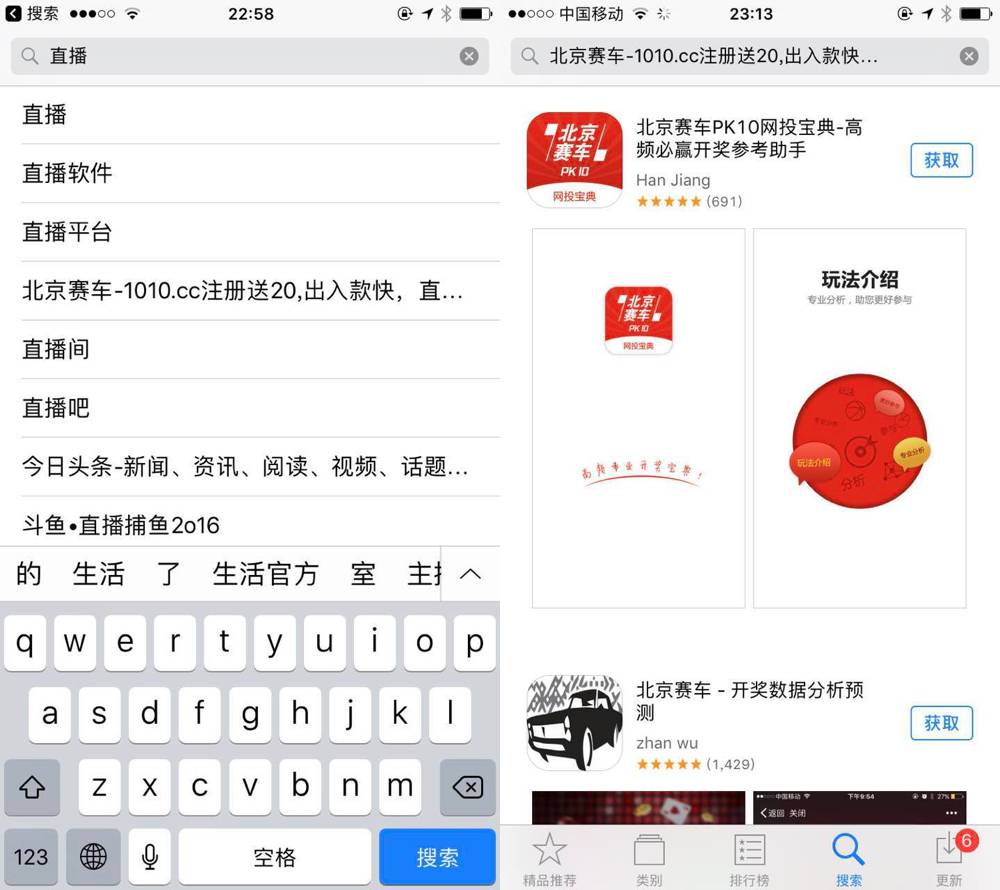 搜索 22:58
直播
直播
直播软件
直播平台
北京赛车-1010.cc注册送20,出入款快，直...
直播间
直播吧
今日头条-新闻、资讯、阅读、视频、话题...
斗鱼•直播捕鱼2o16
的 生活 了 生活官方 室 主播
q w e r t y u i o p
a s d f g h j k l
z x c v b n m
123 空格 搜索
中国移动 23:13
北京赛车-1010.cc注册送20,出入款快...
北京
赛车
PK10
网投宝典
北京赛车PK10网投宝典-高
频必赢开奖参考助手
Han Jiang
(691)
获取
北京
赛车
PK10
网投宝典
高频专业开奖宝典！
玩法介绍
专业分析，助您更好参与
玩法
玩法介绍
专业分析
分析
北京赛车 - 开奖数据分析预
测
zhan wu
(1,429)
获取
中国移动 下午9:54 27%
返回 关闭
精品推荐 类别 排行榜 搜索 更新
6